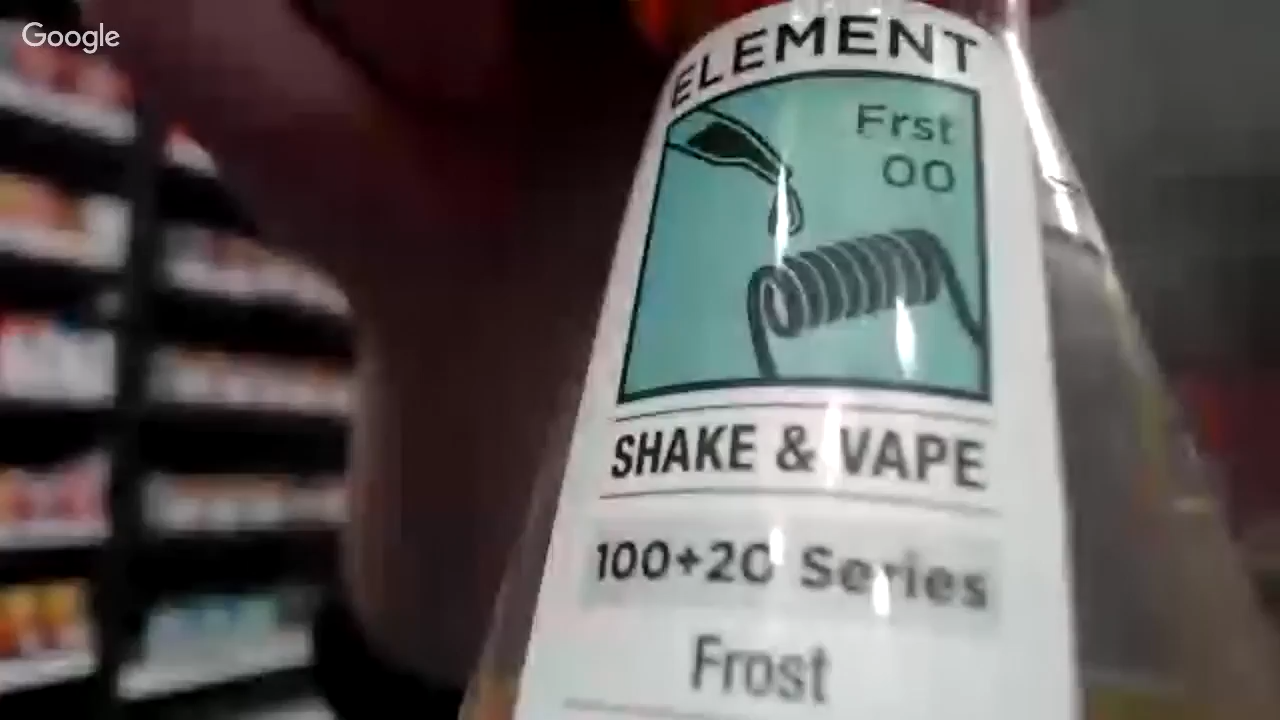 Google
ELEMENT
Frst
00
SHAKE & VAPE
100+20 Series
Frost